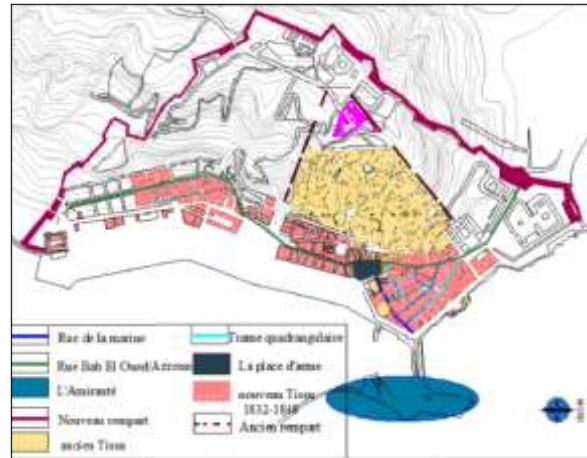 Rue de la marine
Rue Bab El Oued/Azzoun
L'Amirauté
Nouveau rempart
ancien Tissu
Trame quadrangulaire
La place d'arme
nouveau Tissu
1832-1848
Ancien rempart